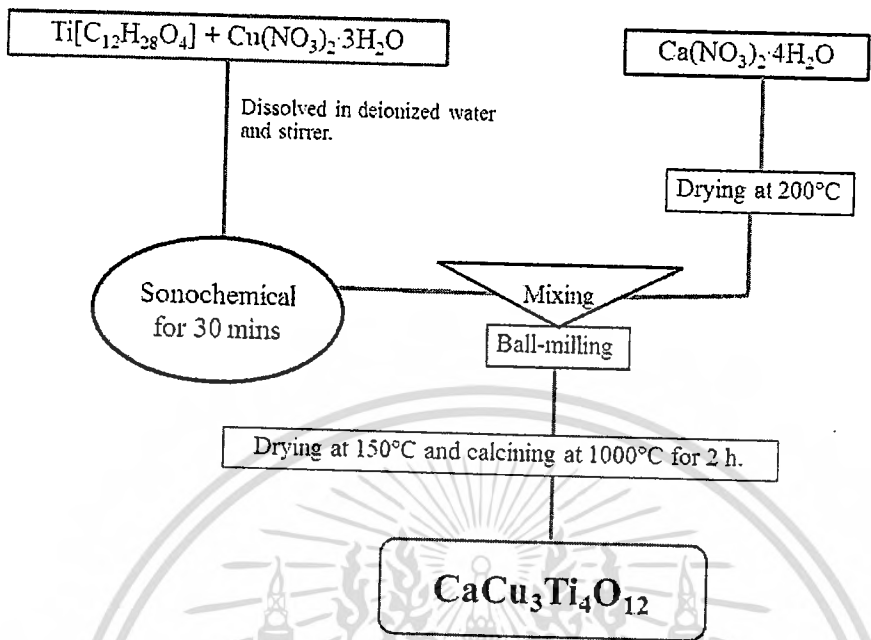 Ti[C₁₂H₂₈O₄] + Cu(NO₃)₂·3H₂O
Ca(NO₃)₂·4H₂O
Dissolved in deionized water
and stirrer.
Drying at 200°C
Sonochemical
for 30 mins
Mixing
Ball-milling
Drying at 150°C and calcining at 1000°C for 2 h.
CaCu₃Ti₄O₁₂